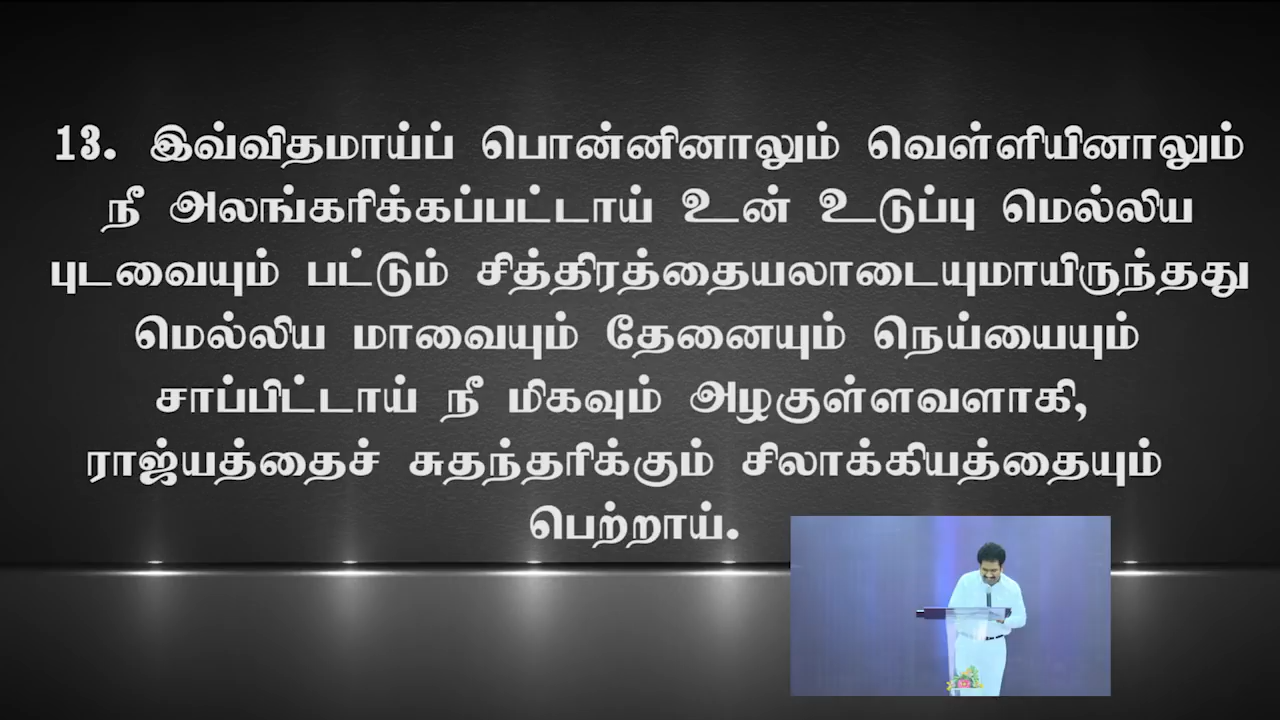 13. இவ்விதமாய்ப் பொன்னினாலும் வெள்ளியினாலும்
நீ அலங்கரிக்கப்பட்டாய் உன் உடுப்பு மெல்லிய
புடவையும் பட்டும் சித்திரத்தையலாடையுமாயிருந்தது
மெல்லிய மாவையும் தேனையும் நெய்யையும்
சாப்பிட்டாய் நீ மிகவும் அழகுள்ளவளாகி,
ராஜ்யத்தைச் சுதந்தரிக்கும் சிலாக்கியத்தையும்
பெற்றாய்.